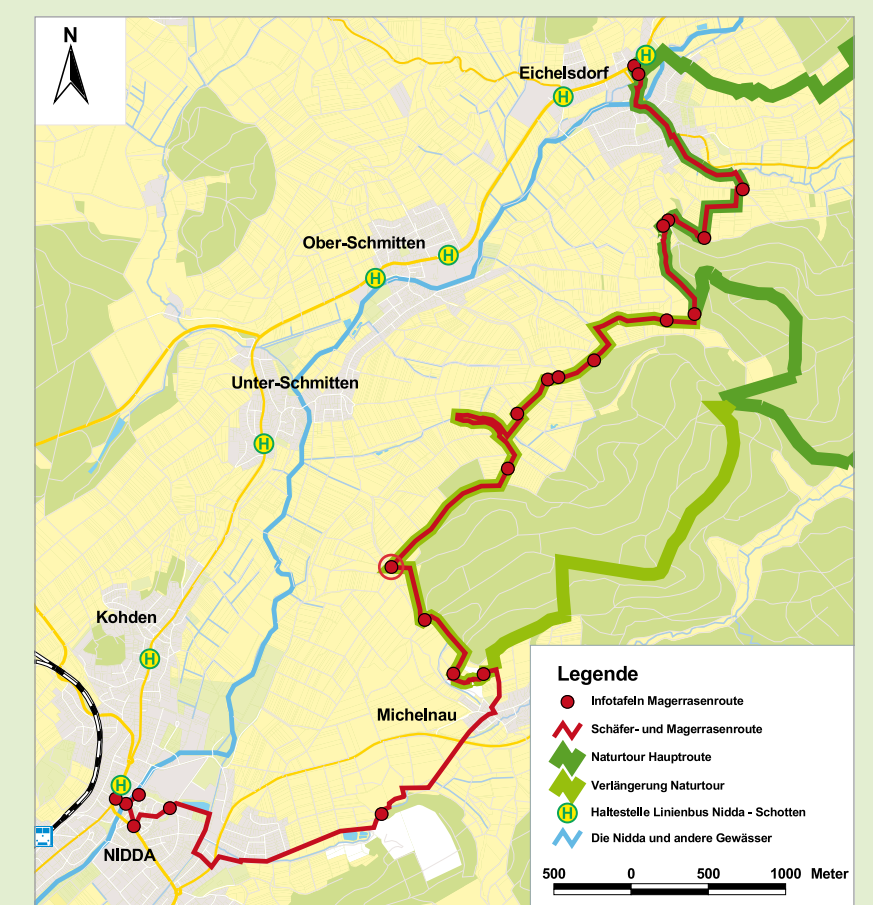 N
Eichelsdorf
H
H
Ober-Schmitten
H
H
Unter-Schmitten
H
Kohden
H
Michelnau
H
NIDDA
Legende
Infotafeln Magerrasenroute
Schäfer- und Magerrasenroute
Naturtour Hauptroute
Verlängerung Naturtour
H Haltestelle Linienbus Nidda - Schotten
Die Nidda und andere Gewässer
500 0 500 1000 Meter